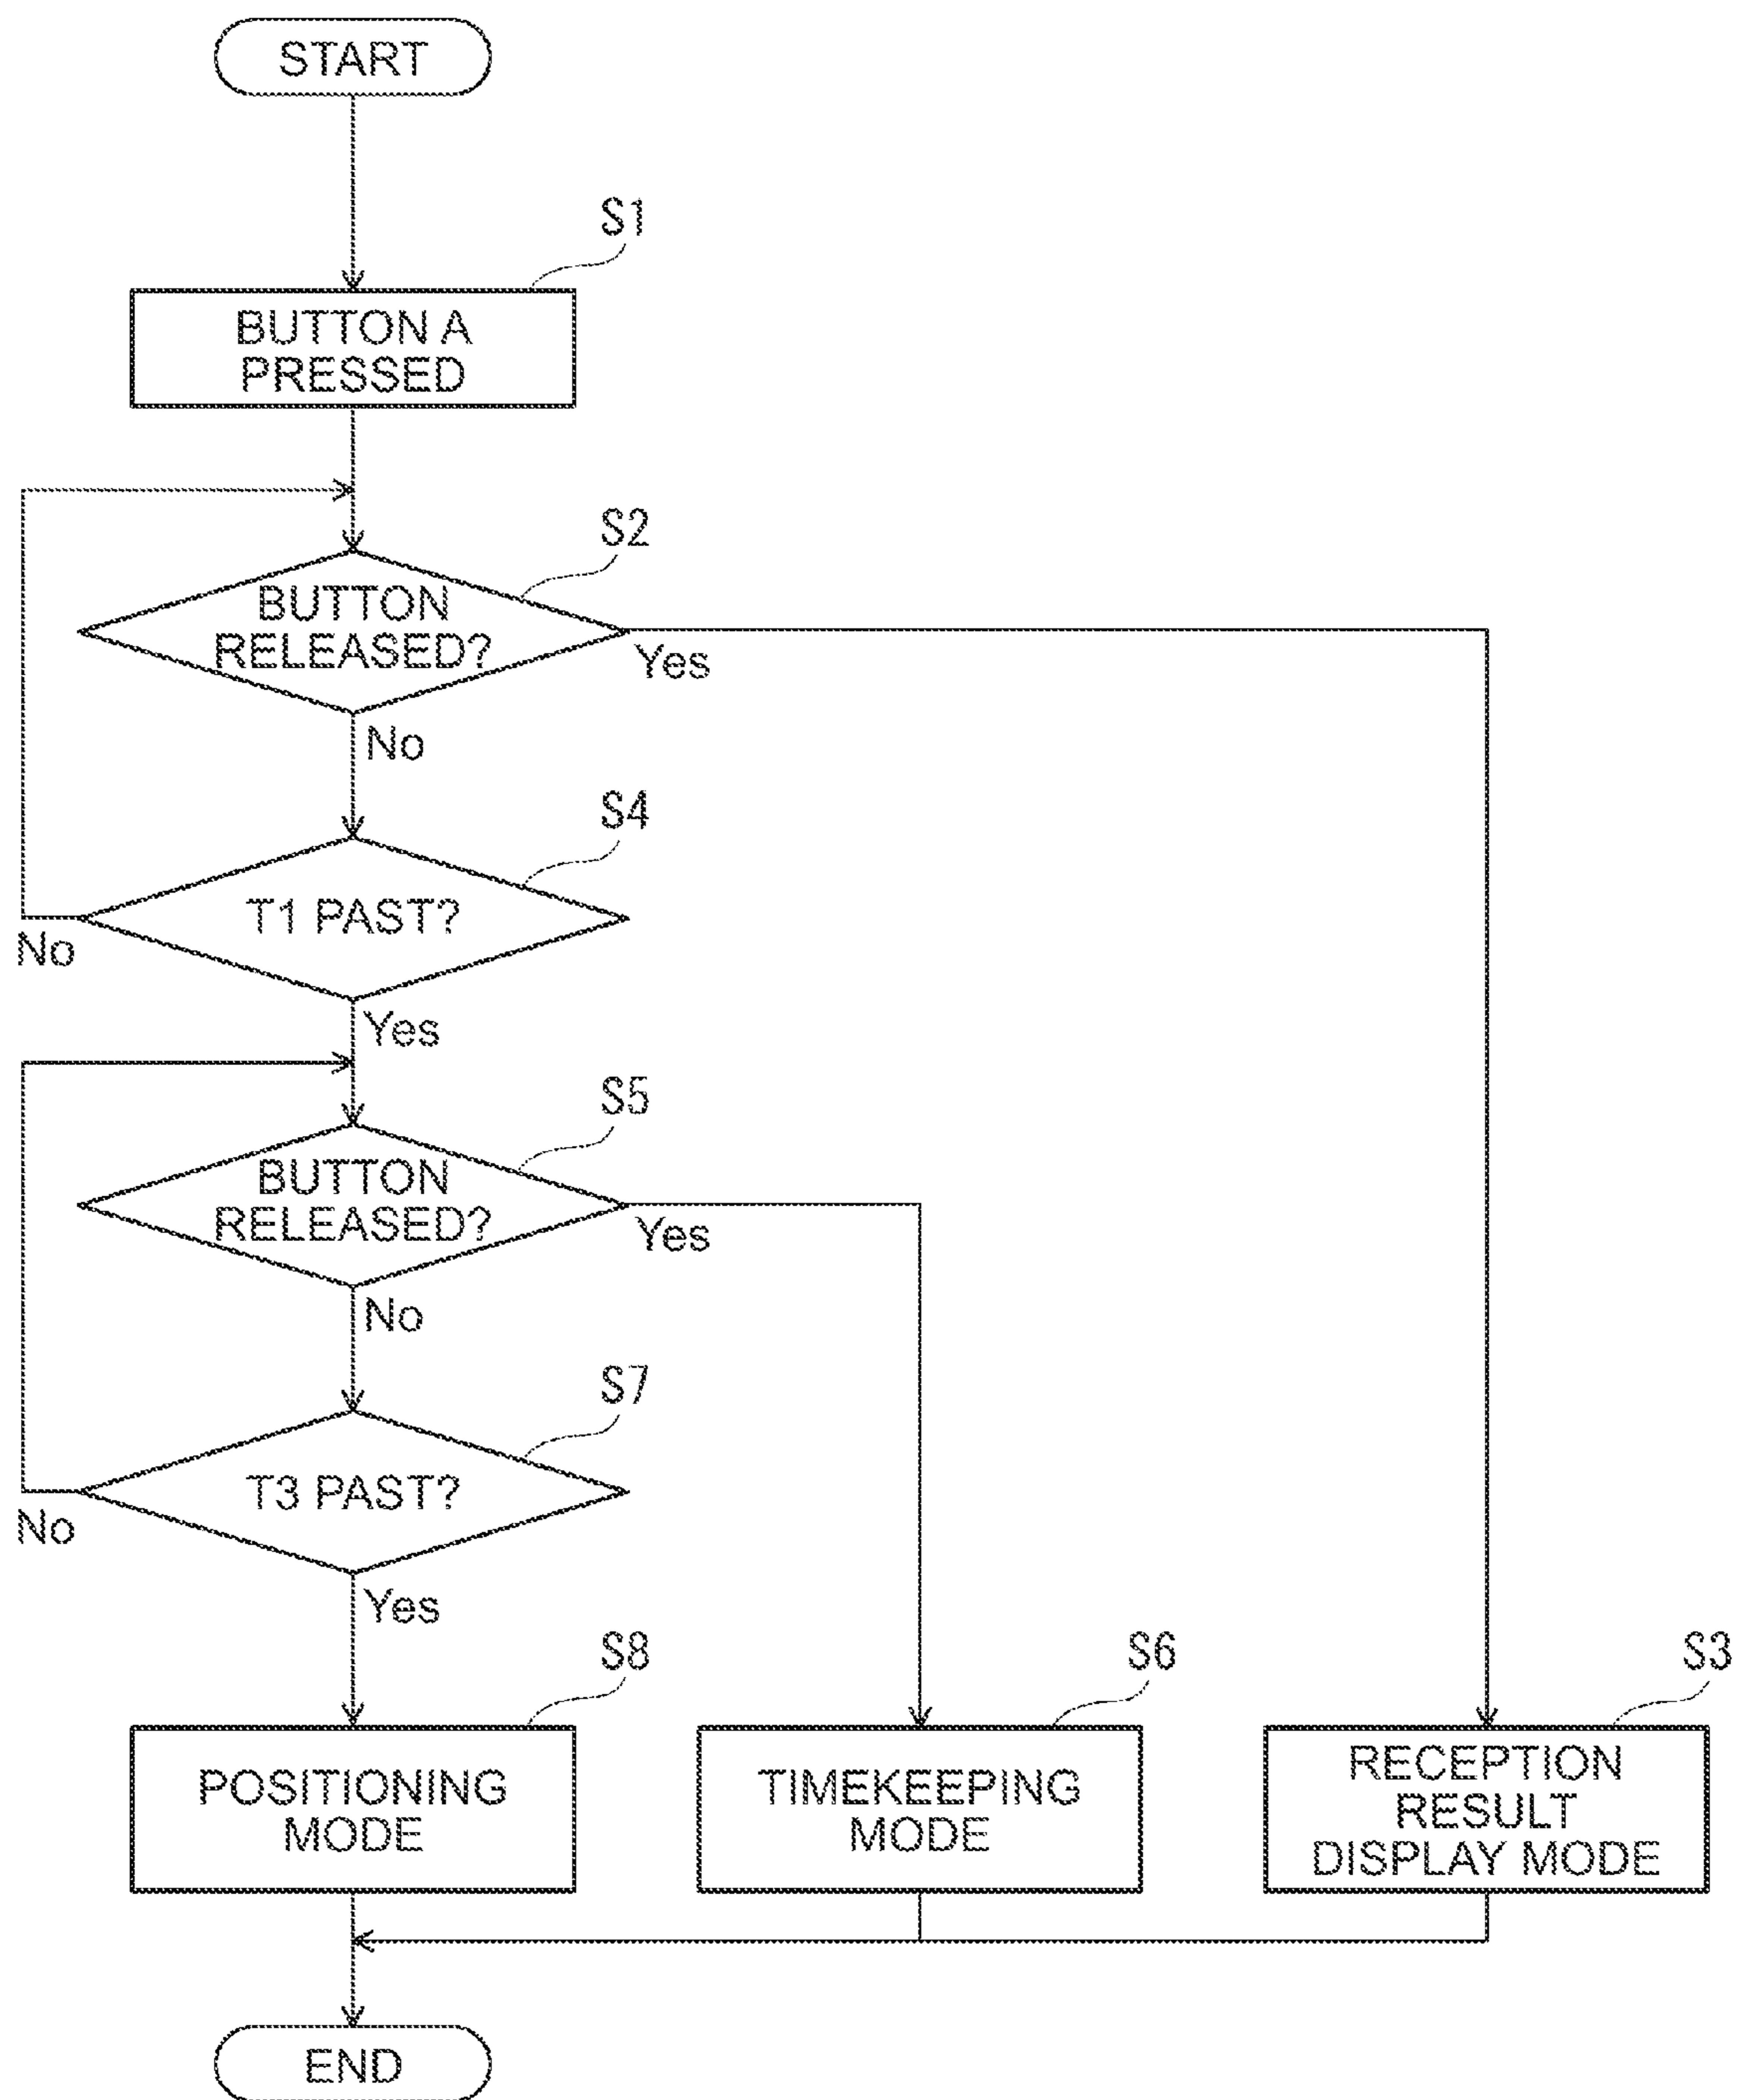 START
S1
BUTTON A
PRESSED
S2
BUTTON
RELEASED?
Yes
No
S4
T1 PAST?
No
Yes
S5
BUTTON
RELEASED?
Yes
No
S7
T3 PAST?
No
Yes
S8
POSITIONING
MODE
S6
TIMEKEEPING
MODE
S3
RECEPTION
RESULT
DISPLAY MODE
END